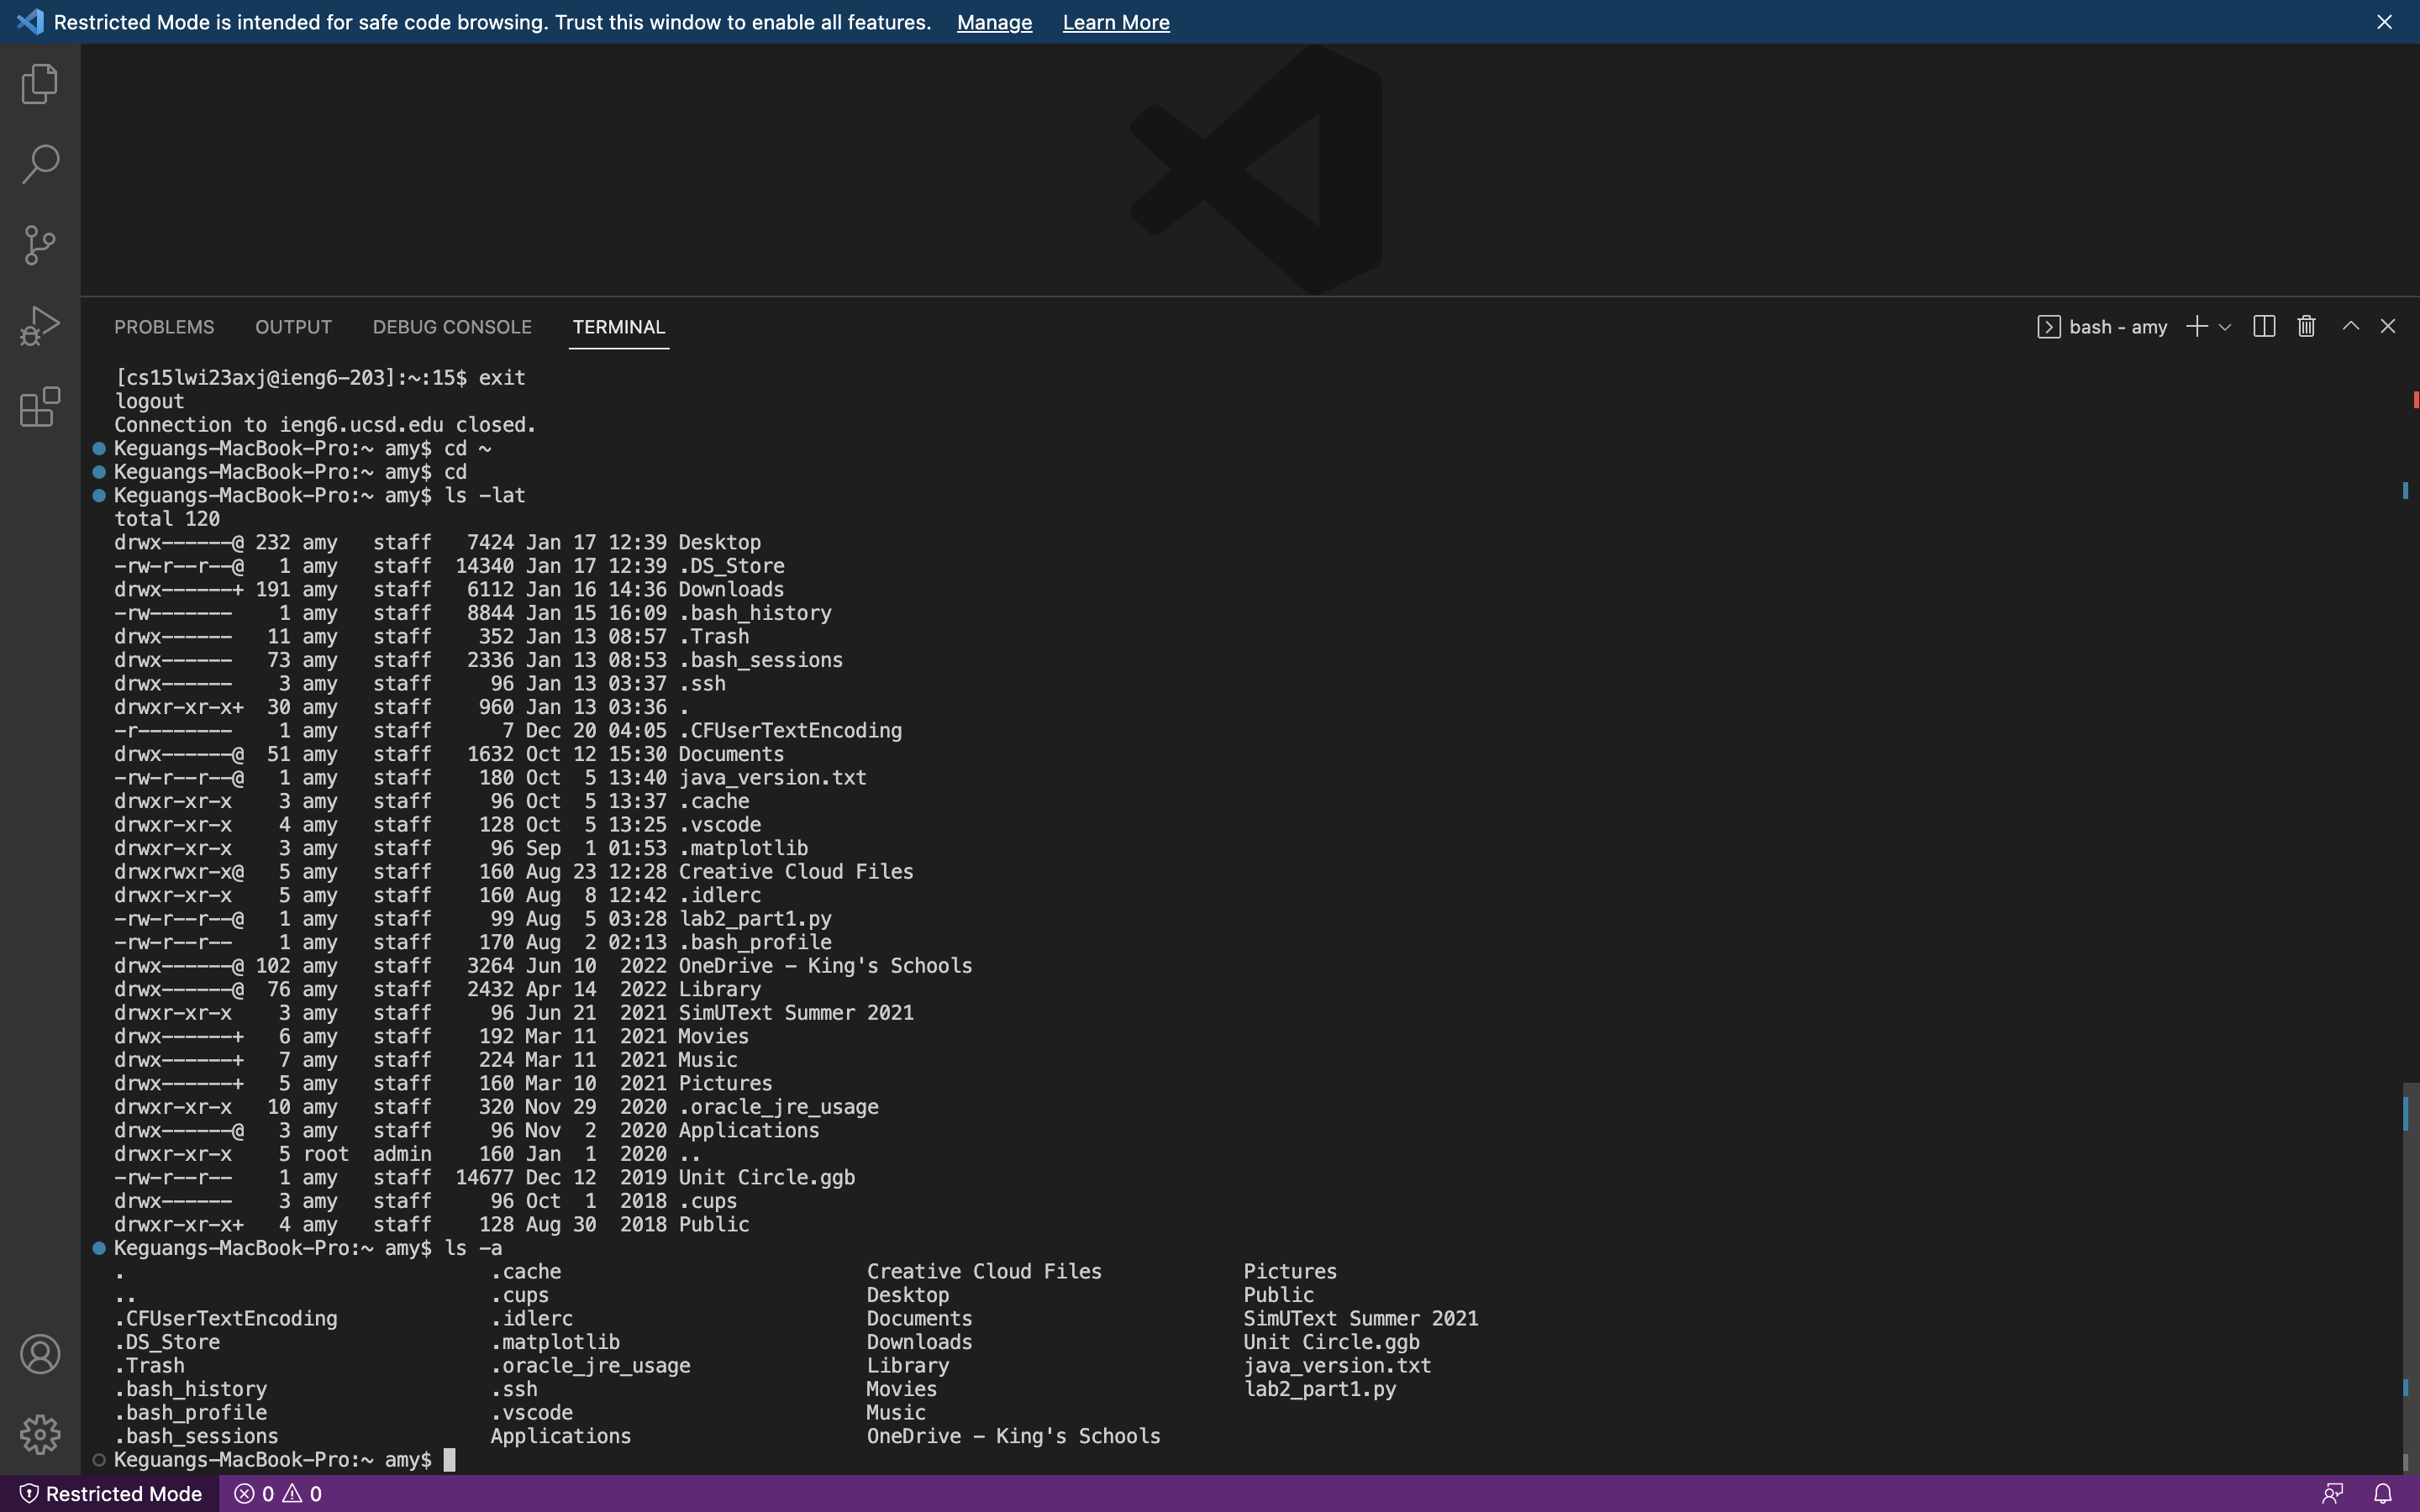 Restricted Mode is intended for safe code browsing. Trust this window to enable all features. Manage Learn More
PROBLEMS OUTPUT DEBUG CONSOLE TERMINAL bash - amy
[cs15lwi23axj@ieng6-203]:~:15$ exit
logout
Connection to ieng6.ucsd.edu closed.
Keguangs-MacBook-Pro:~ amy$ cd ~
Keguangs-MacBook-Pro:~ amy$ cd
Keguangs-MacBook-Pro:~ amy$ ls -lat
total 120
drwx------@ 232 amy   staff   7424 Jan 17 12:39 Desktop
-rw-r--r--@   1 amy   staff  14340 Jan 17 12:39 .DS_Store
drwx------+ 191 amy   staff   6112 Jan 16 14:36 Downloads
-rw-------    1 amy   staff   8844 Jan 15 16:09 .bash_history
drwx------   11 amy   staff    352 Jan 13 08:57 .Trash
drwx------   73 amy   staff   2336 Jan 13 08:53 .bash_sessions
drwx------    3 amy   staff     96 Jan 13 03:37 .ssh
drwxr-xr-x+  30 amy   staff    960 Jan 13 03:36 .
-r--------    1 amy   staff      7 Dec 20 04:05 .CFUserTextEncoding
drwx------@  51 amy   staff   1632 Oct 12 15:30 Documents
-rw-r--r--@   1 amy   staff    180 Oct  5 13:40 java_version.txt
drwxr-xr-x    3 amy   staff     96 Oct  5 13:37 .cache
drwxr-xr-x    4 amy   staff    128 Oct  5 13:25 .vscode
drwxr-xr-x    3 amy   staff     96 Sep  1 01:53 .matplotlib
drwxrwxr-x@   5 amy   staff    160 Aug 23 12:28 Creative Cloud Files
drwxr-xr-x    5 amy   staff    160 Aug  8 12:42 .idlerc
-rw-r--r--@   1 amy   staff     99 Aug  5 03:28 lab2_part1.py
-rw-r--r--    1 amy   staff    170 Aug  2 02:13 .bash_profile
drwx------@ 102 amy   staff   3264 Jun 10  2022 OneDrive - King's Schools
drwx------@  76 amy   staff   2432 Apr 14  2022 Library
drwxr-xr-x    3 amy   staff     96 Jun 21  2021 SimUText Summer 2021
drwx------+   6 amy   staff    192 Mar 11  2021 Movies
drwx------+   7 amy   staff    224 Mar 11  2021 Music
drwx------+   5 amy   staff    160 Mar 10  2021 Pictures
drwxr-xr-x   10 amy   staff    320 Nov 29  2020 .oracle_jre_usage
drwx------@   3 amy   staff     96 Nov  2  2020 Applications
drwxr-xr-x    5 root  admin    160 Jan  1  2020 ..
-rw-r--r--    1 amy   staff  14677 Dec 12  2019 Unit Circle.ggb
drwx------    3 amy   staff     96 Oct  1  2018 .cups
drwxr-xr-x+   4 amy   staff    128 Aug 30  2018 Public
Keguangs-MacBook-Pro:~ amy$ ls -a
. .cache Creative Cloud Files Pictures
.. .cups Desktop Public
.CFUserTextEncoding .idlerc Documents SimUText Summer 2021
.DS_Store .matplotlib Downloads Unit Circle.ggb
.Trash .oracle_jre_usage Library java_version.txt
.bash_history .ssh Movies lab2_part1.py
.bash_profile .vscode Music
.bash_sessions Applications OneDrive - King's Schools
Keguangs-MacBook-Pro:~ amy$
Restricted Mode 0 0